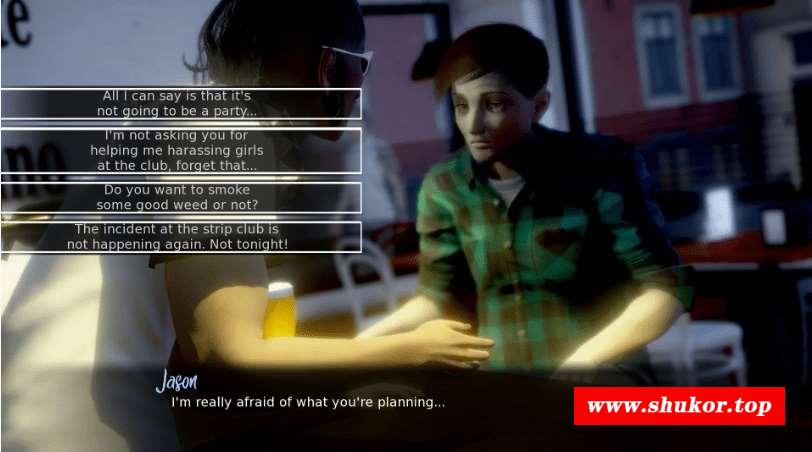 ke
All I can say is that it's
not going to be a party...
I'm not asking you for
helping me harassing girls
at the club, forget that...
no
Do you want to smoke
some good weed or not?
The incident at the strip club is
not happening again. Not tonight!
Jason
I'm really afraid of what you're planning...
www.shukor.top